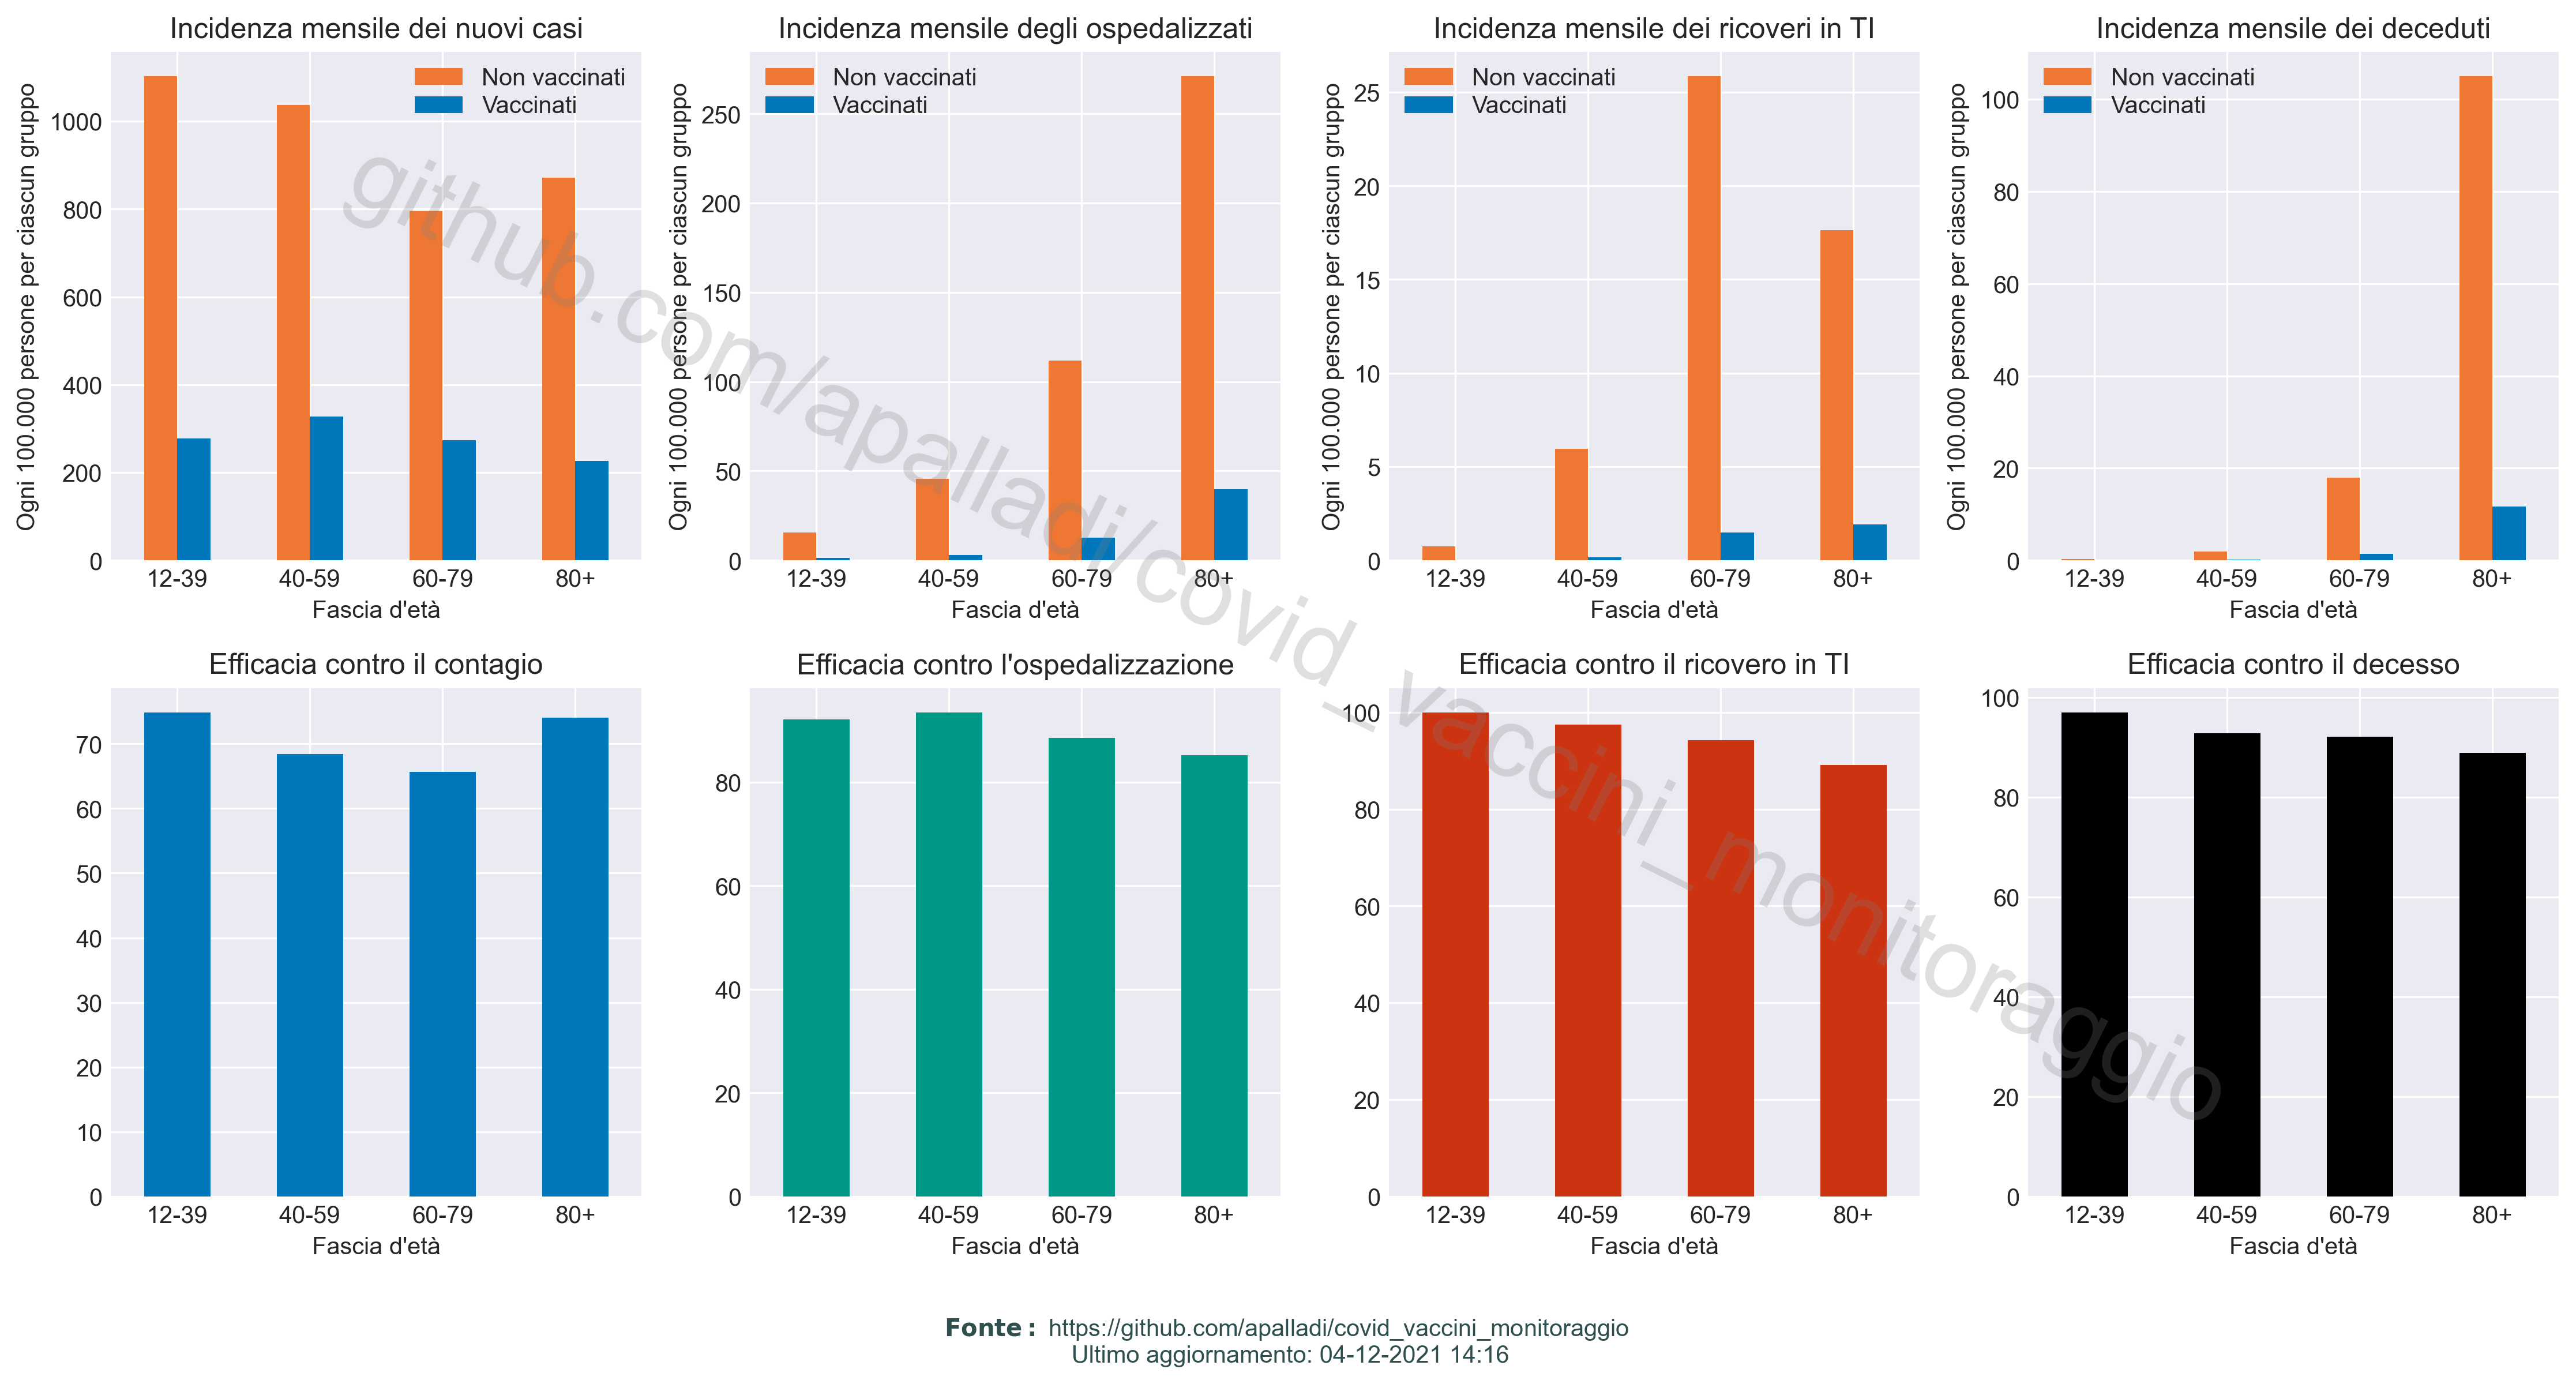 Incidenza mensile dei nuovi casi
Ogni 100.000 persone per ciascun gruppo
1000
800
600
400
200
0
Non vaccinati
Vaccinati
12-39 40-59 60-79 80+
Fascia d'età
Incidenza mensile degli ospedalizzati
Ogni 100.000 persone per ciascun gruppo
250
200
150
100
50
0
Non vaccinati
Vaccinati
12-39 40-59 60-79 80+
Fascia d'età
Incidenza mensile dei ricoveri in TI
Ogni 100.000 persone per ciascun gruppo
25
20
15
10
5
0
Non vaccinati
Vaccinati
12-39 40-59 60-79 80+
Fascia d'età
Incidenza mensile dei deceduti
Ogni 100.000 persone per ciascun gruppo
100
80
60
40
20
0
Non vaccinati
Vaccinati
12-39 40-59 60-79 80+
Fascia d'età
Efficacia contro il contagio
70
60
50
40
30
20
10
0
12-39 40-59 60-79 80+
Fascia d'età
Efficacia contro l'ospedalizzazione
80
60
40
20
0
12-39 40-59 60-79 80+
Fascia d'età
Efficacia contro il ricovero in TI
100
80
60
40
20
0
12-39 40-59 60-79 80+
Fascia d'età
Efficacia contro il decesso
100
80
60
40
20
0
12-39 40-59 60-79 80+
Fascia d'età
github.com/apalladi/covid_vaccini_monitoraggio
Fonte: https://github.com/apalladi/covid_vaccini_monitoraggio
Ultimo aggiornamento: 04-12-2021 14:16